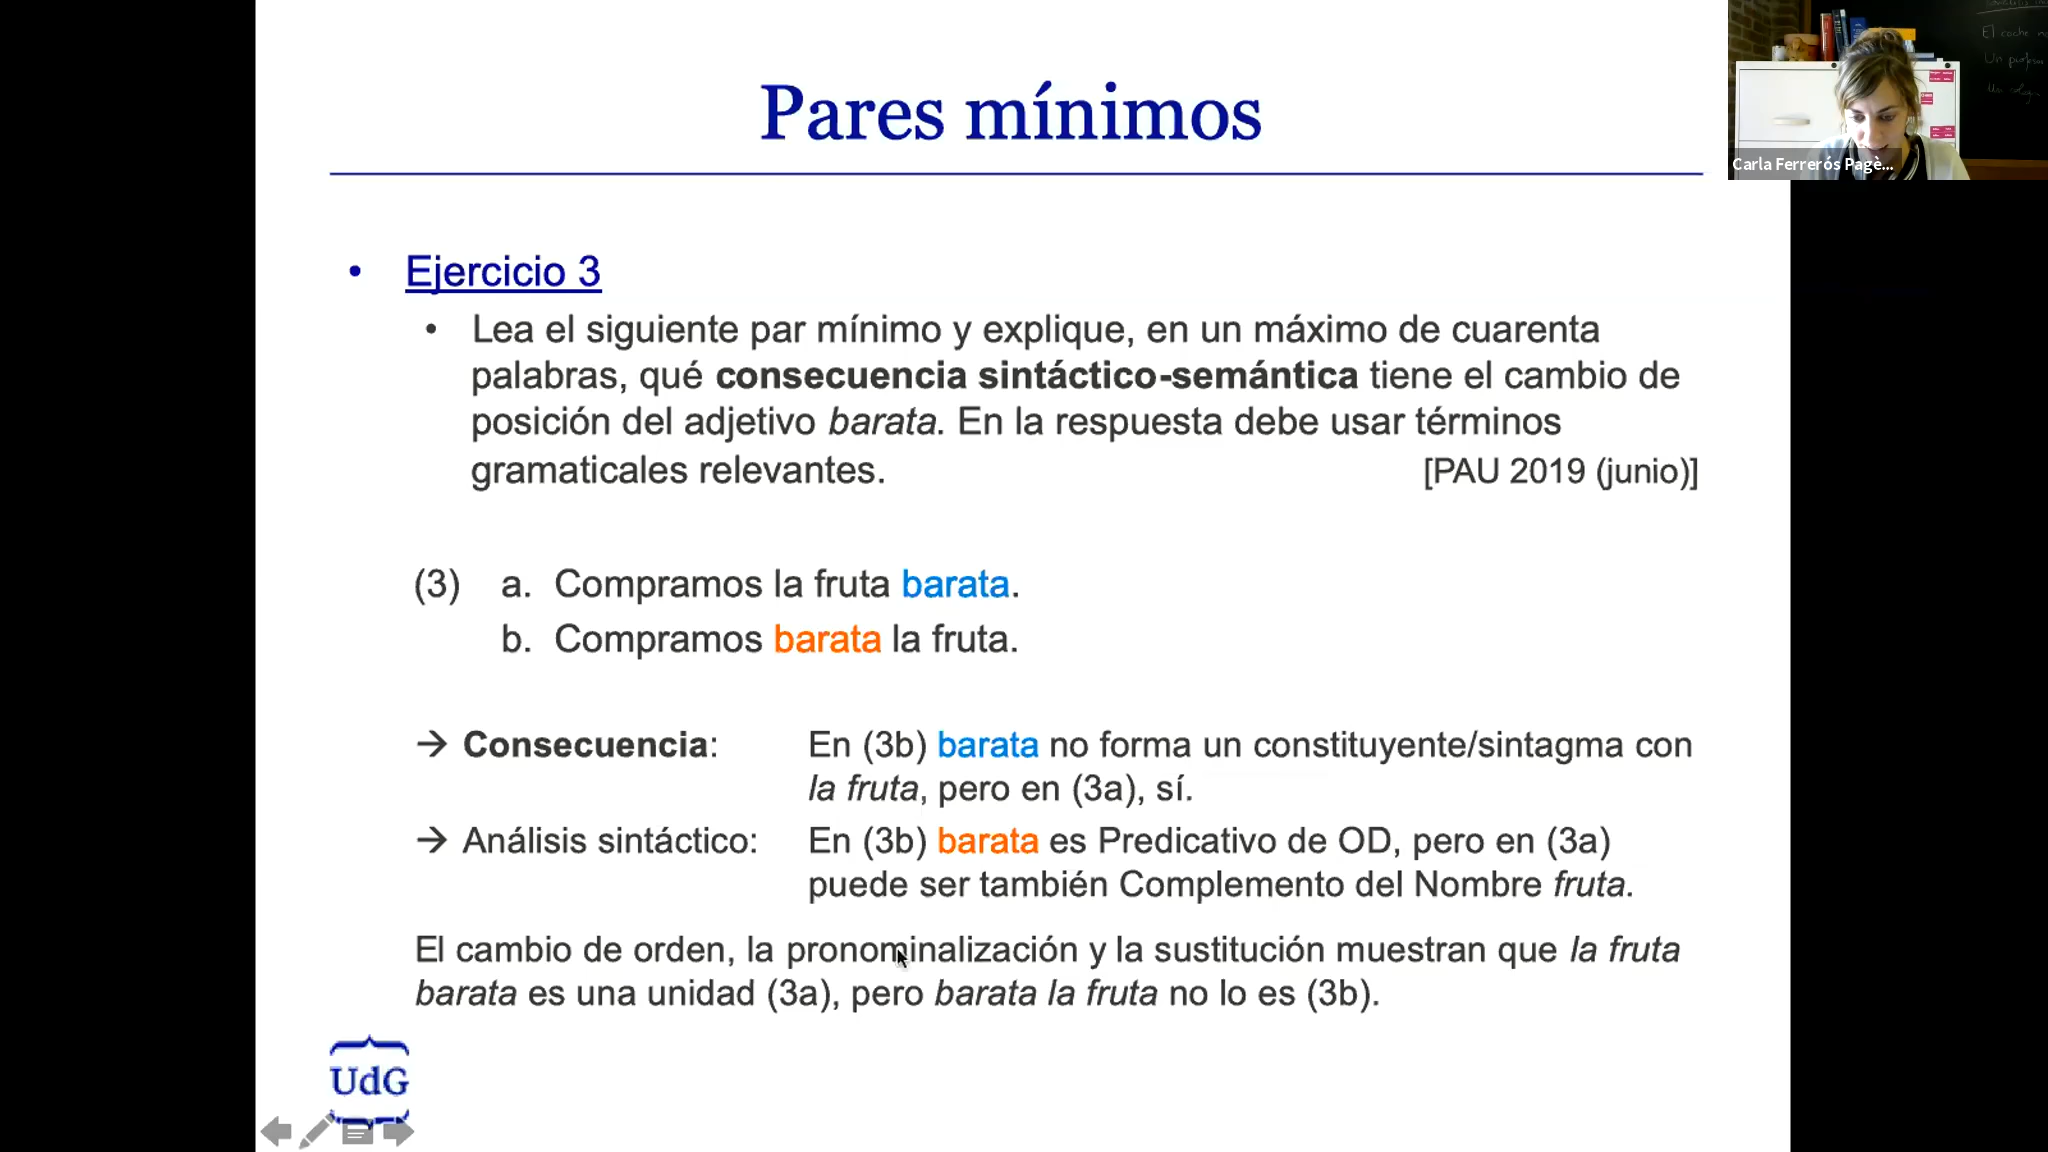 Pares mínimos
• Ejercicio 3
• Lea el siguiente par mínimo y explique, en un máximo de cuarenta
palabras, qué consecuencia sintáctico-semántica tiene el cambio de
posición del adjetivo barata. En la respuesta debe usar términos
gramaticales relevantes. [PAU 2019 (junio)]
(3) a. Compramos la fruta barata.
b. Compramos barata la fruta.
→ Consecuencia: En (3b) barata no forma un constituyente/sintagma con
la fruta, pero en (3a), sí.
→ Análisis sintáctico: En (3b) barata es Predicativo de OD, pero en (3a)
puede ser también Complemento del Nombre fruta.
El cambio de orden, la pronominalización y la sustitución muestran que la fruta
barata es una unidad (3a), pero barata la fruta no lo es (3b).
UdG
El coche
Un
Carla Ferrerós Pagè...